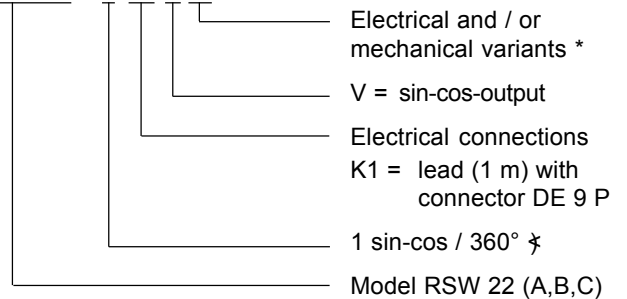 Electrical and / or
mechanical variants *
V = sin-cos-output
Electrical connections
K1 = lead (1 m) with
connector DE 9 P
1 sin-cos / 360° ∢
Model RSW 22 (A,B,C)